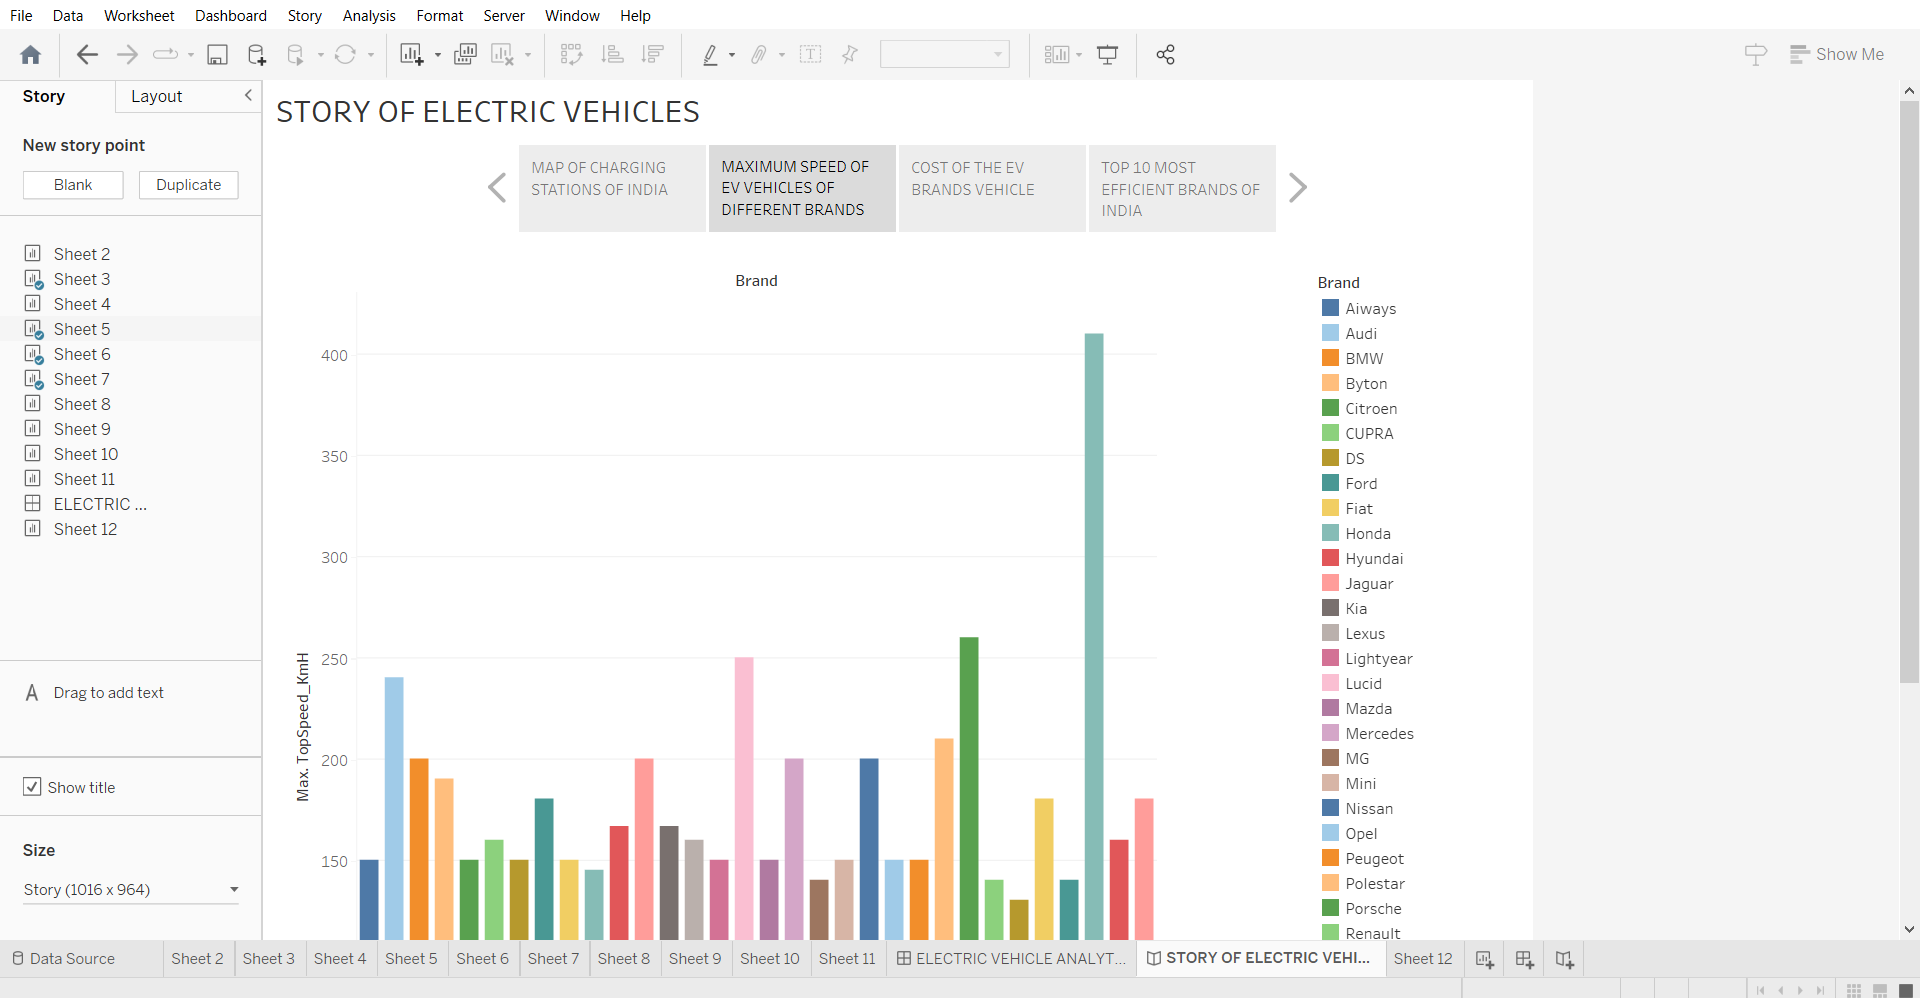 File Data Worksheet Dashboard Story Analysis Format Server Window Help
Show Me
Story Layout
New story point
Blank Duplicate
Sheet 2
Sheet 3
Sheet 4
Sheet 5
Sheet 6
Sheet 7
Sheet 8
Sheet 9
Sheet 10
Sheet 11
ELECTRIC ...
Sheet 12
Drag to add text
Show title
Size
Story (1016 x 964)
STORY OF ELECTRIC VEHICLES
MAP OF CHARGING
STATIONS OF INDIA
MAXIMUM SPEED OF
EV VEHICLES OF
DIFFERENT BRANDS
COST OF THE EV
BRANDS VEHICLE
TOP 10 MOST
EFFICIENT BRANDS OF
INDIA
Brand
Max. TopSpeed_KmH
400
350
300
250
200
150
Brand
Aiways
Audi
BMW
Byton
Citroen
CUPRA
DS
Ford
Fiat
Honda
Hyundai
Jaguar
Kia
Lexus
Lightyear
Lucid
Mazda
Mercedes
MG
Mini
Nissan
Opel
Peugeot
Polestar
Porsche
Renault
Data Source Sheet 2 Sheet 3 Sheet 4 Sheet 5 Sheet 6 Sheet 7 Sheet 8 Sheet 9 Sheet 10 Sheet 11 ELECTRIC VEHICLE ANALYT... STORY OF ELECTRIC VEHI... Sheet 12